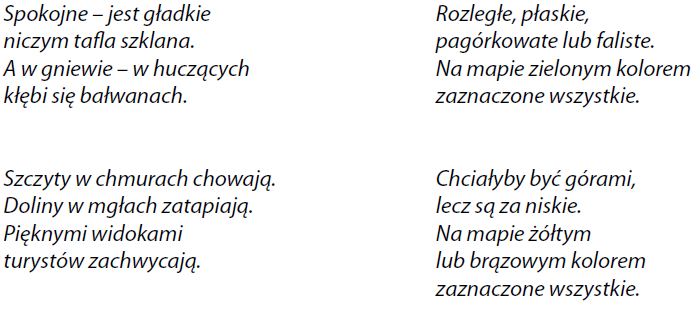 Spokojne – jest gładkie
niczym tafla szklana.
A w gniewie – w huczących
kłębi się bałwanach.
Rozległe, płaskie,
pagórkowate lub faliste.
Na mapie zielonym kolorem
zaznaczone wszystkie.
Szczyty w chmurach chowają.
Doliny w mgłach zatapiają.
Pięknymi widokami
turystów zachwycają.
Chciałyby być górami,
lecz są za niskie.
Na mapie żółtym
lub brązowym kolorem
zaznaczone wszystkie.